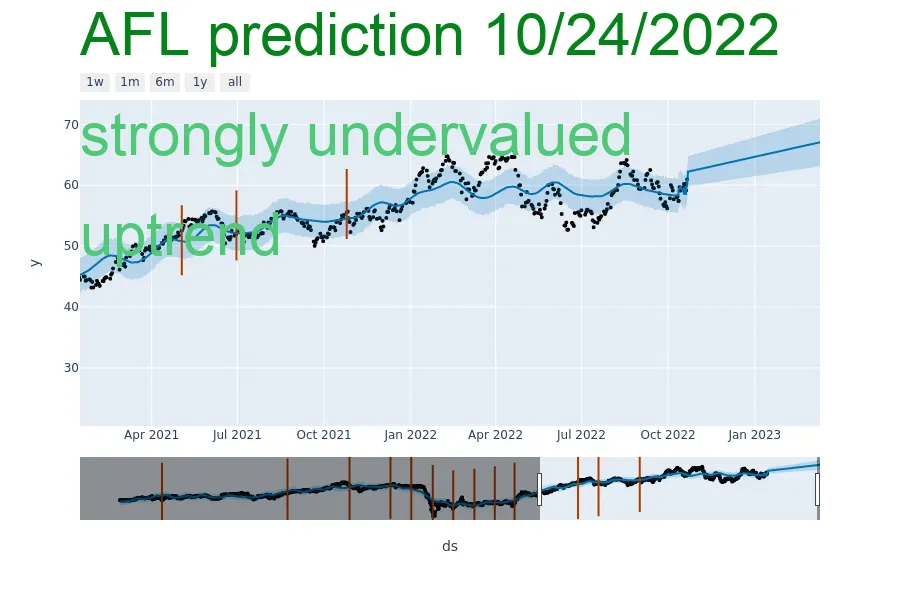 AFL prediction 10/24/2022
1w 1m 6m 1y all
strongly undervalued
uptrend
70
60
50
40
30
y
Apr 2021 Jul 2021 Oct 2021 Jan 2022 Apr 2022 Jul 2022 Oct 2022 Jan 2023
ds